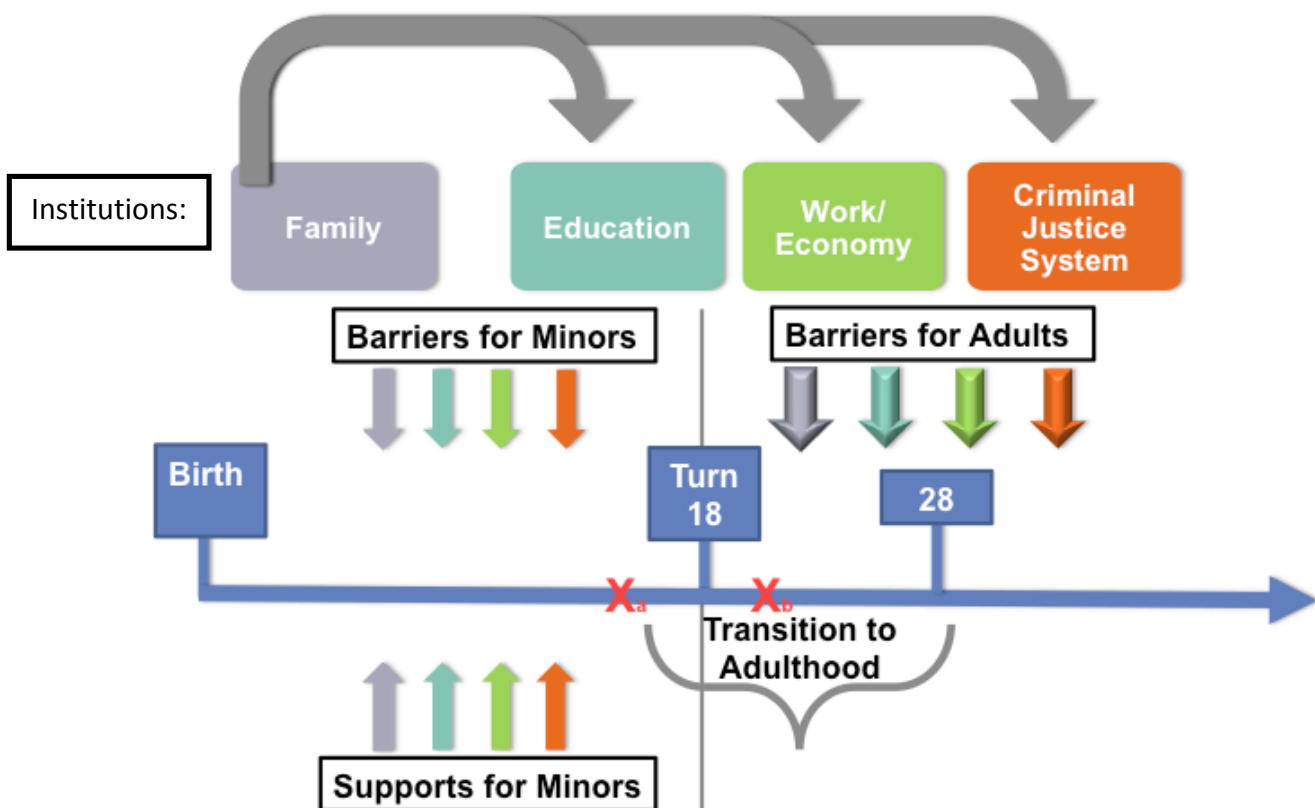 Institutions:
Family
Education
Work/
Economy
Criminal
Justice
System
Barriers for Minors
Barriers for Adults
Birth
Turn
18
28
Xa
Xb
Transition to
Adulthood
Supports for Minors